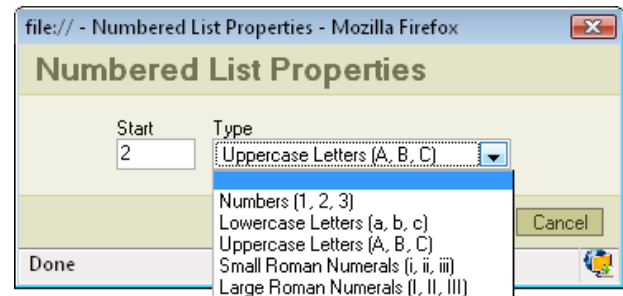 file:// - Numbered List Properties - Mozilla Firefox
Numbered List Properties
Start Type
2 Uppercase Letters (A, B, C)
Numbers (1, 2, 3)
Lowercase Letters (a, b, c)
Cancel
Uppercase Letters (A, B, C)
Done
Small Roman Numerals (i, ii, iii)
Large Roman Numerals (I, II, III)